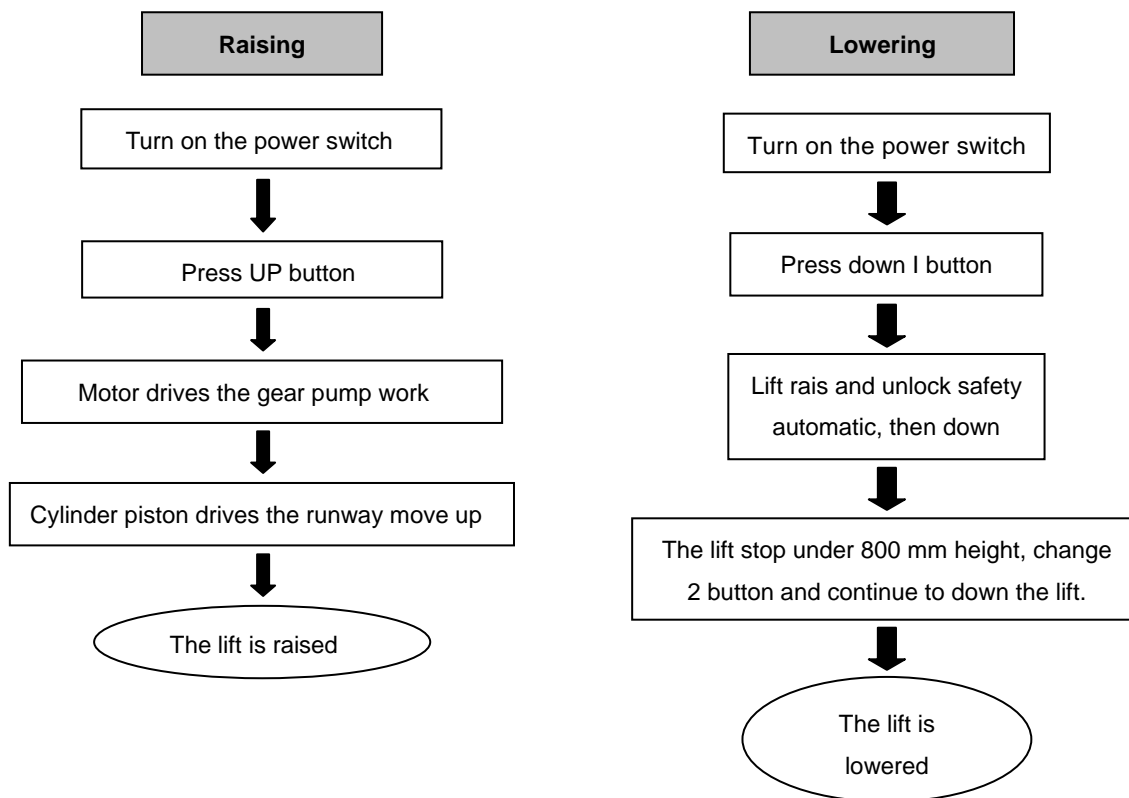 Raising
Turn on the power switch
Press UP button
Motor drives the gear pump work
Cylinder piston drives the runway move up
The lift is raised
Lowering
Turn on the power switch
Press down I button
Lift rais and unlock safety
automatic, then down
The lift stop under 800 mm height, change
2 button and continue to down the lift.
The lift is
lowered